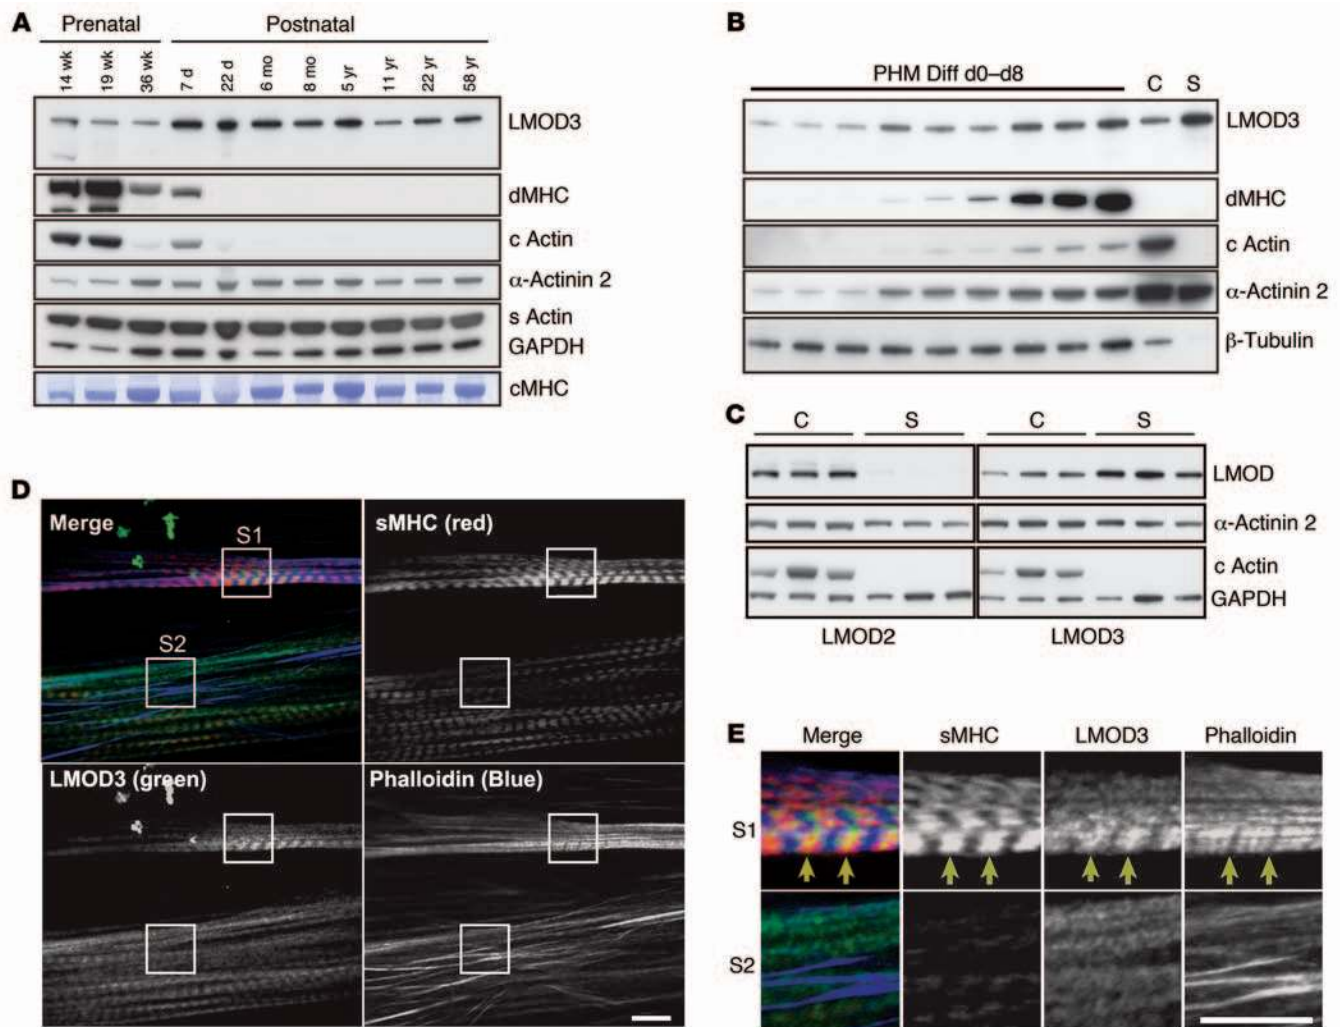 A
Prenatal Postnatal
14 wk 19 wk 36 wk 7 d 22 d 6 mo 8 mo 5 yr 11 yr 22 yr 58 yr
LMOD3
dMHC
c Actin
α-Actinin 2
s Actin
GAPDH
cMHC
B
PHM Diff d0–d8 C S
LMOD3
dMHC
c Actin
α-Actinin 2
β-Tubulin
C
C S C S
LMOD
α-Actinin 2
c Actin
GAPDH
LMOD2 LMOD3
D
Merge sMHC (red)
S1
S2
LMOD3 (green) Phalloidin (Blue)
E
Merge sMHC LMOD3 Phalloidin
S1
S2